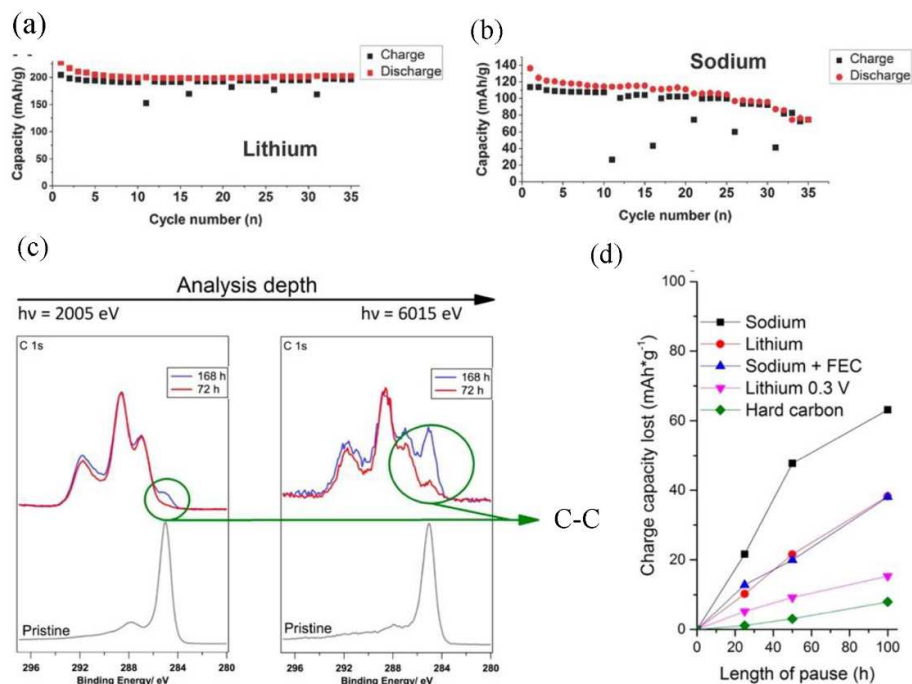 (a)
Capacity (mAh/g)
200
150
100
50
0
Charge
Discharge
Lithium
0 5 10 15 20 25 30 35
Cycle number (n)
(b)
Capacity (mAh/g)
140
120
100
80
60
40
20
0
Sodium
Charge
Discharge
0 5 10 15 20 25 30 35
Cycle number (n)
(c)
Analysis depth
hν = 2005 eV
hν = 6015 eV
C 1s
168 h
72 h
Pristine
296 292 288 284 280
Binding Energy/ eV
C 1s
168 h
72 h
Pristine
296 292 288 284 280
Binding Energy/ eV
C-C
(d)
Charge capacity lost (mAh*g-1)
100
80
60
40
20
0
Sodium
Lithium
Sodium + FEC
Lithium 0.3 V
Hard carbon
0 20 40 60 80 100
Length of pause (h)